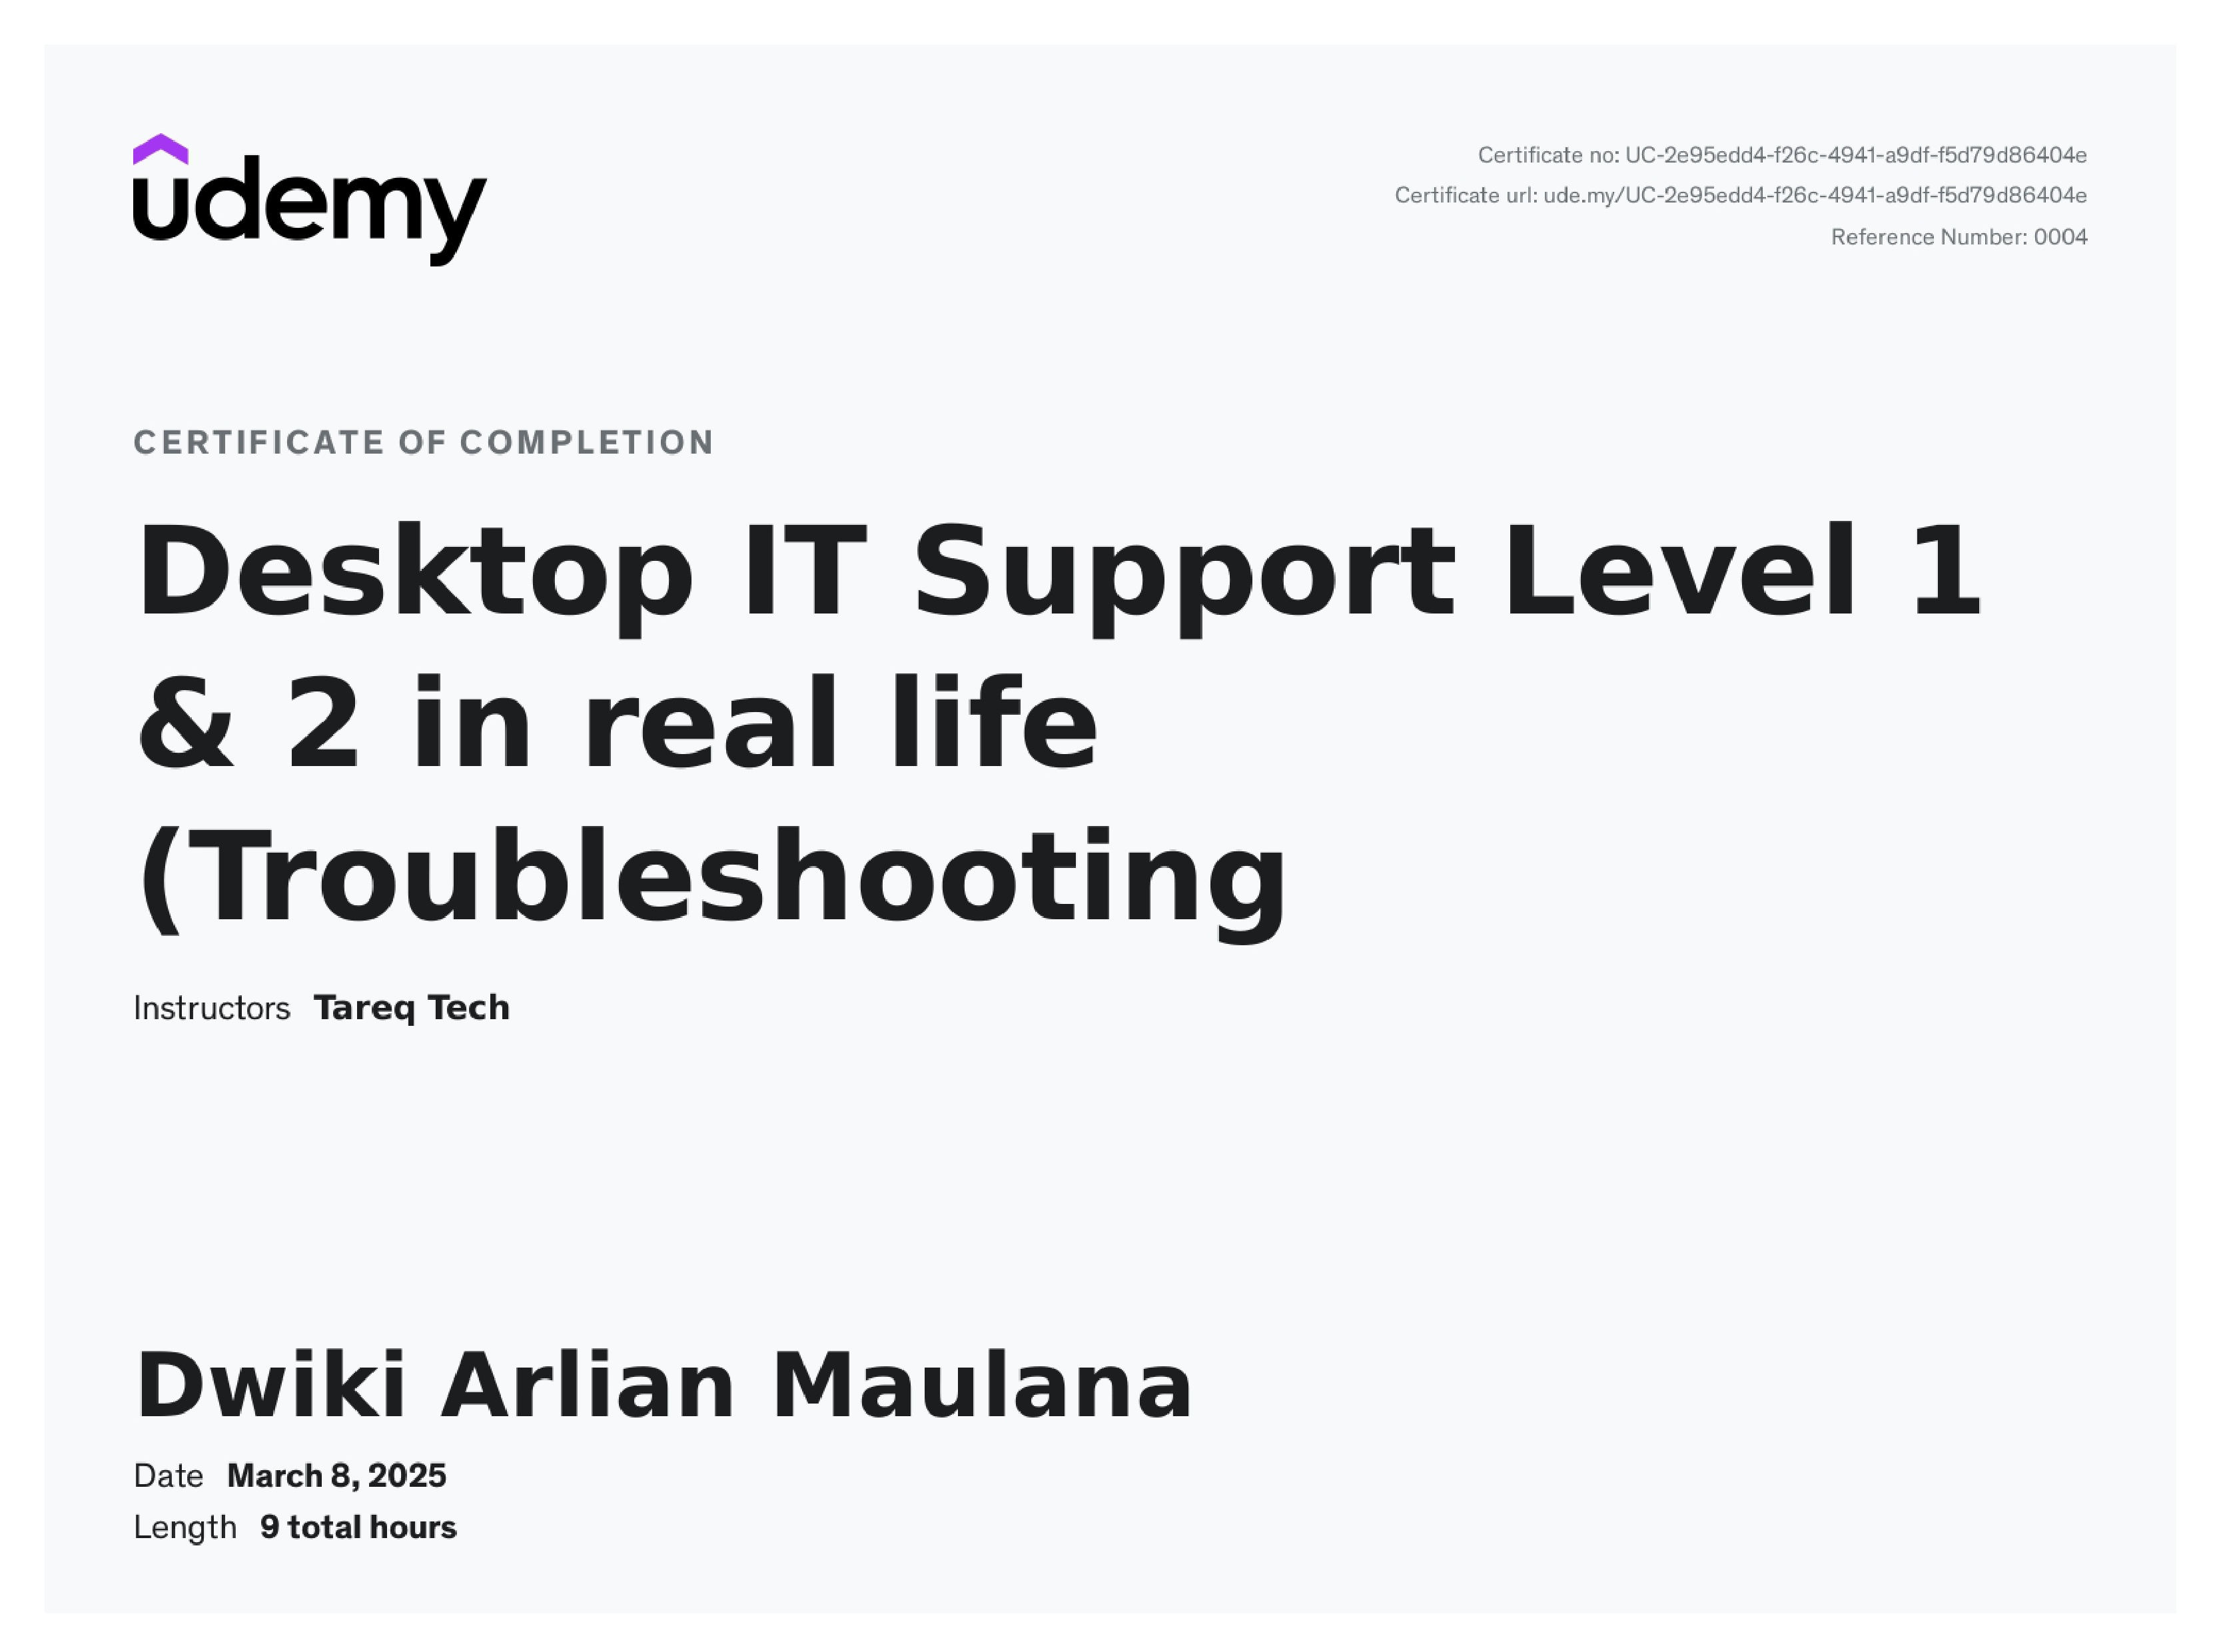 udemy
Certificate no: UC-2e95edd4-f26c-4941-a9df-f5d79d86404e
Certificate url: ude.my/UC-2e95edd4-f26c-4941-a9df-f5d79d86404e
Reference Number: 0004
CERTIFICATE OF COMPLETION
Desktop IT Support Level 1
& 2 in real life
(Troubleshooting
Instructors Tareq Tech
Dwiki Arlian Maulana
Date March 8, 2025
Length 9 total hours